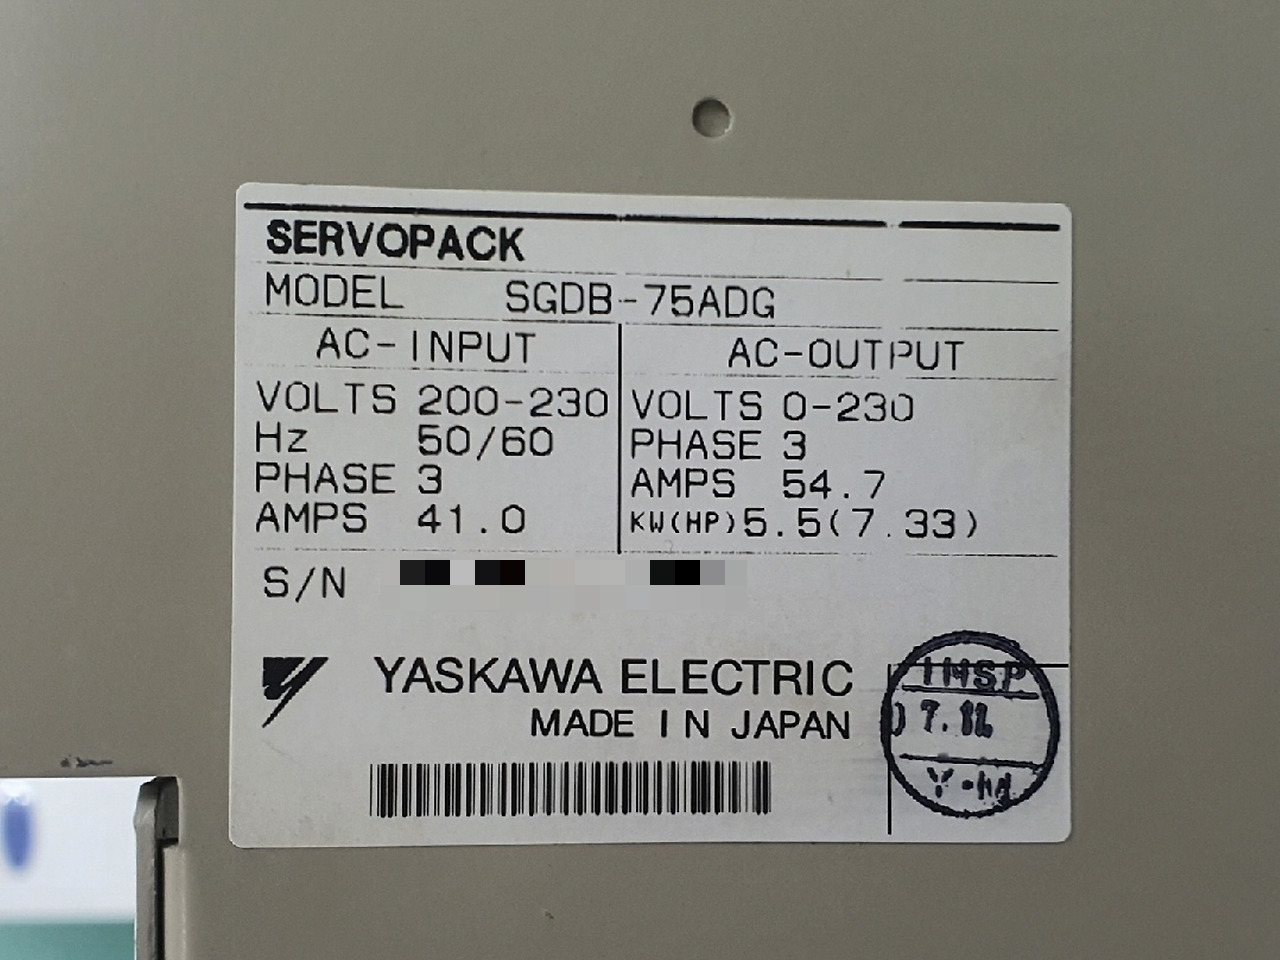 SERVOPACK
MODEL SGDB-75ADG
AC-INPUT
VOLTS 200-230
Hz 50/60
PHASE 3
AMPS 41.0
AC-OUTPUT
VOLTS 0-230
PHASE 3
AMPS 54.7
KW(HP) 5.5(7.33)
S/N
YASKAWA ELECTRIC
MADE IN JAPAN
INSP